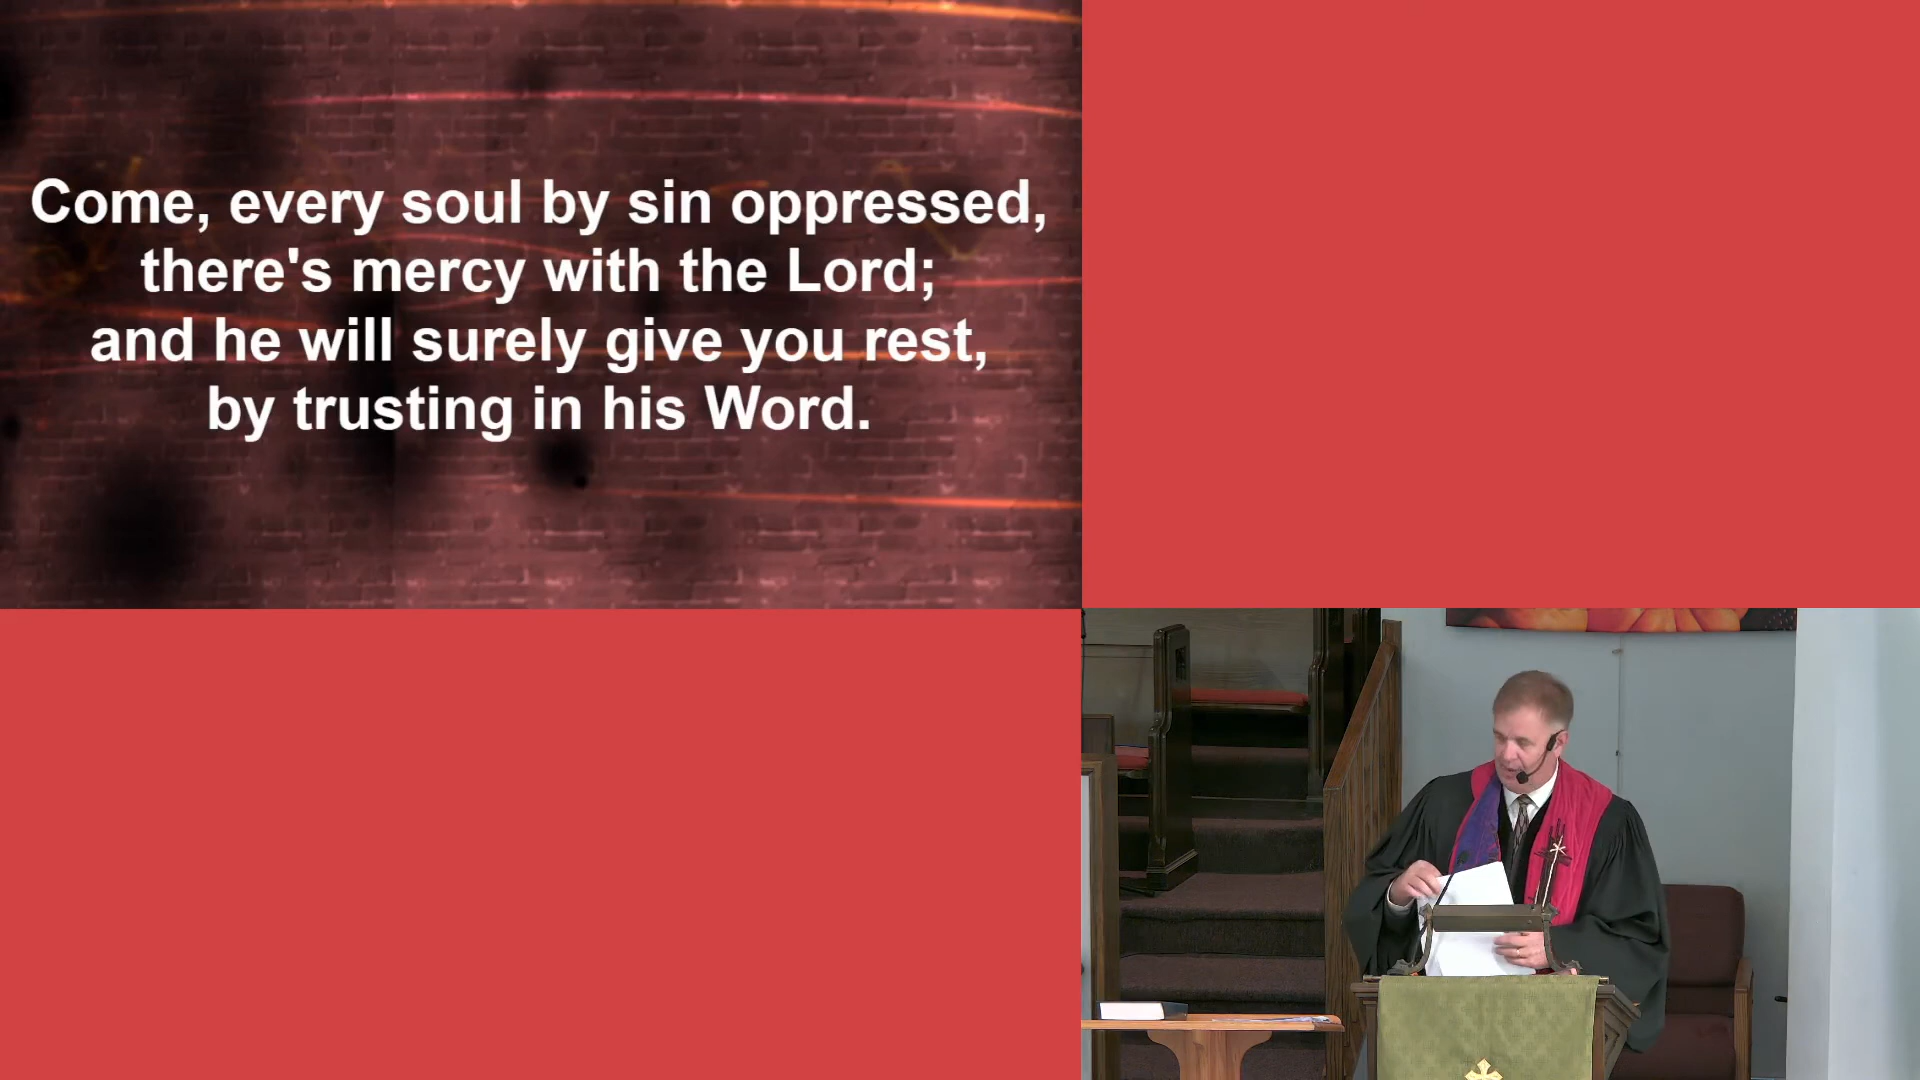 Come, every soul by sin oppressed,
there's mercy with the Lord;
and he will surely give you rest,
by trusting in his Word.